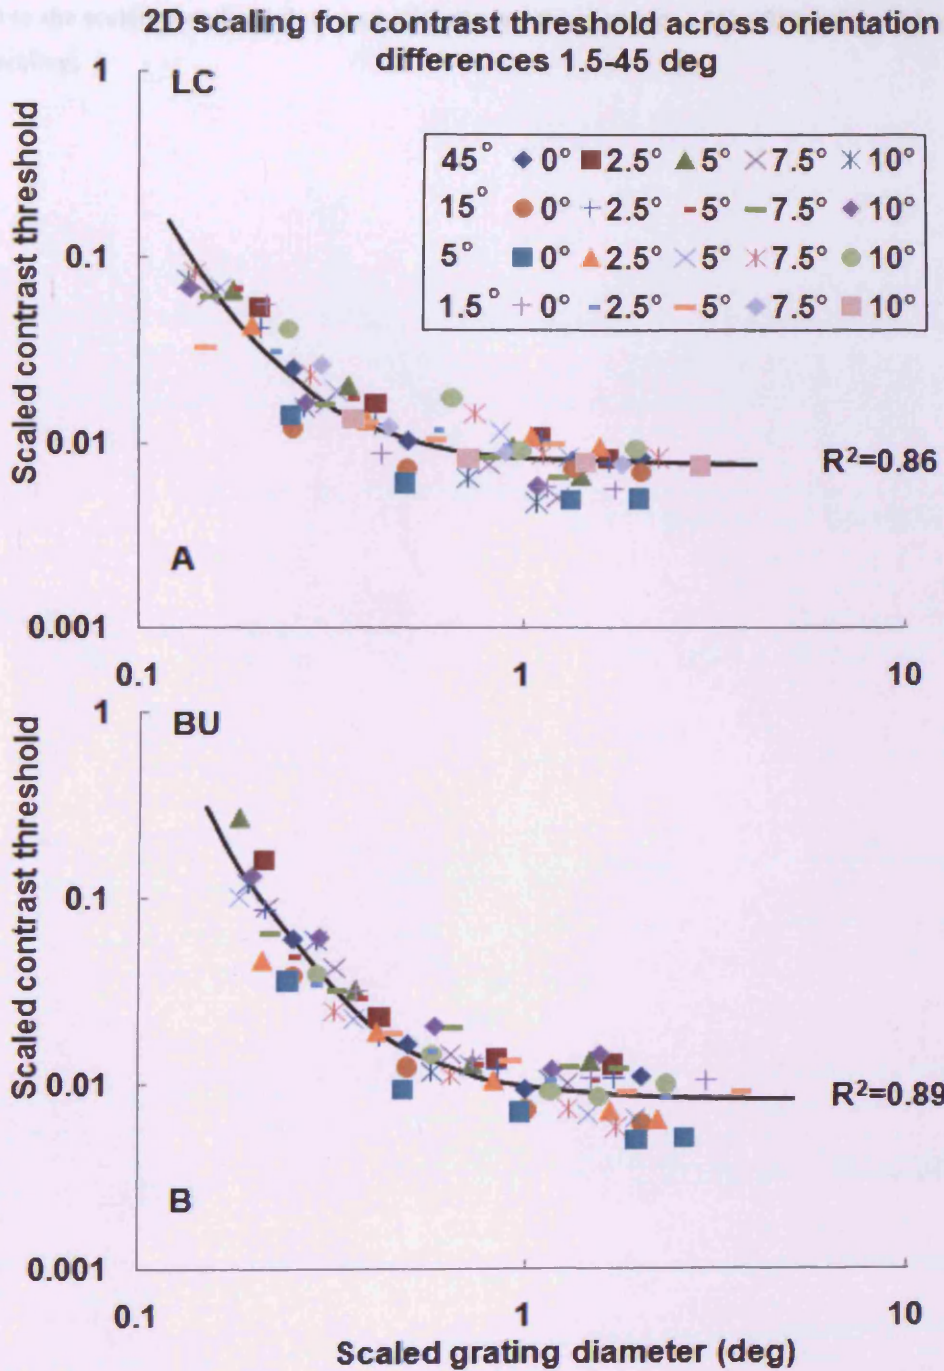 2D scaling for contrast threshold across orientation
differences 1.5-45 deg
LC
Scaled contrast threshold
1
0.1
0.01
0.001
0.1
1
10
45° 0° 2.5° 5° 7.5° 10°
15° 0° 2.5° 5° 7.5° 10°
5° 0° 2.5° 5° 7.5° 10°
1.5° 0° 2.5° 5° 7.5° 10°
R²=0.86
A
BU
Scaled contrast threshold
1
0.1
0.01
0.001
0.1
1
10
R²=0.89
B
Scaled grating diameter (deg)